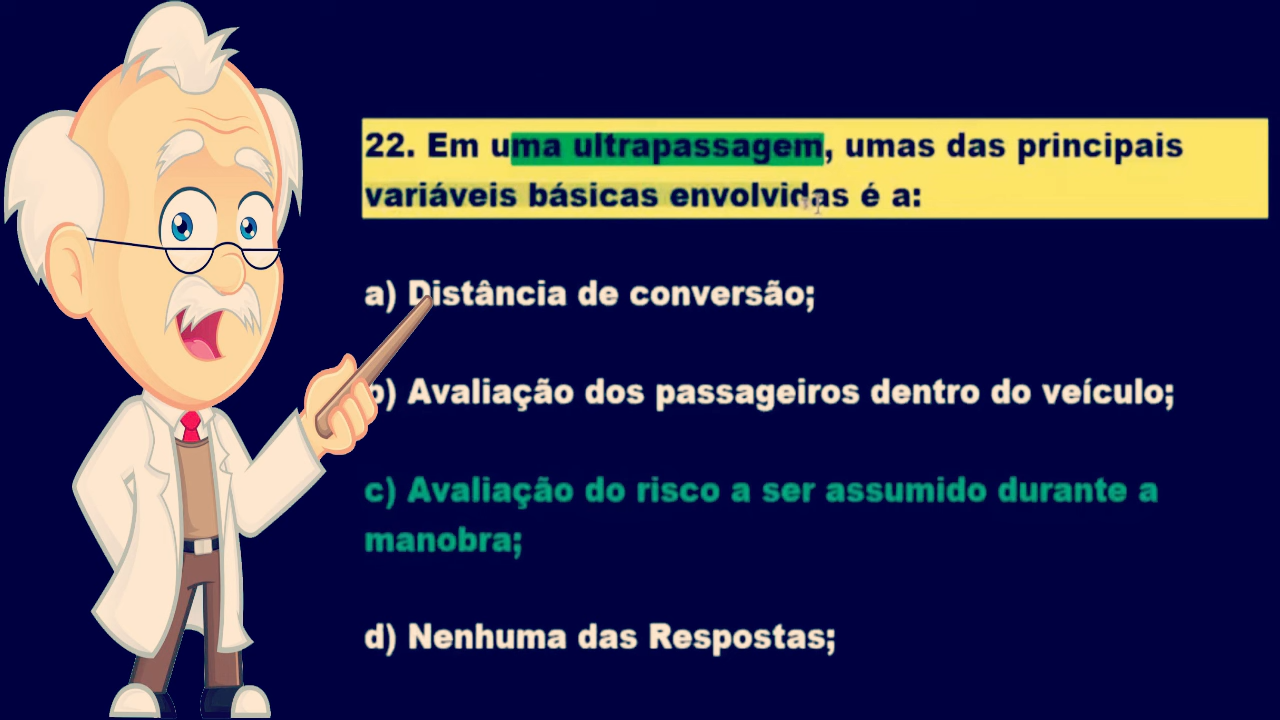 22. Em uma ultrapassagem, umas das principais
variáveis básicas envolvidas é a:
a) Distância de conversão;
b) Avaliação dos passageiros dentro do veículo;
c) Avaliação do risco a ser assumido durante a
manobra;
d) Nenhuma das Respostas;